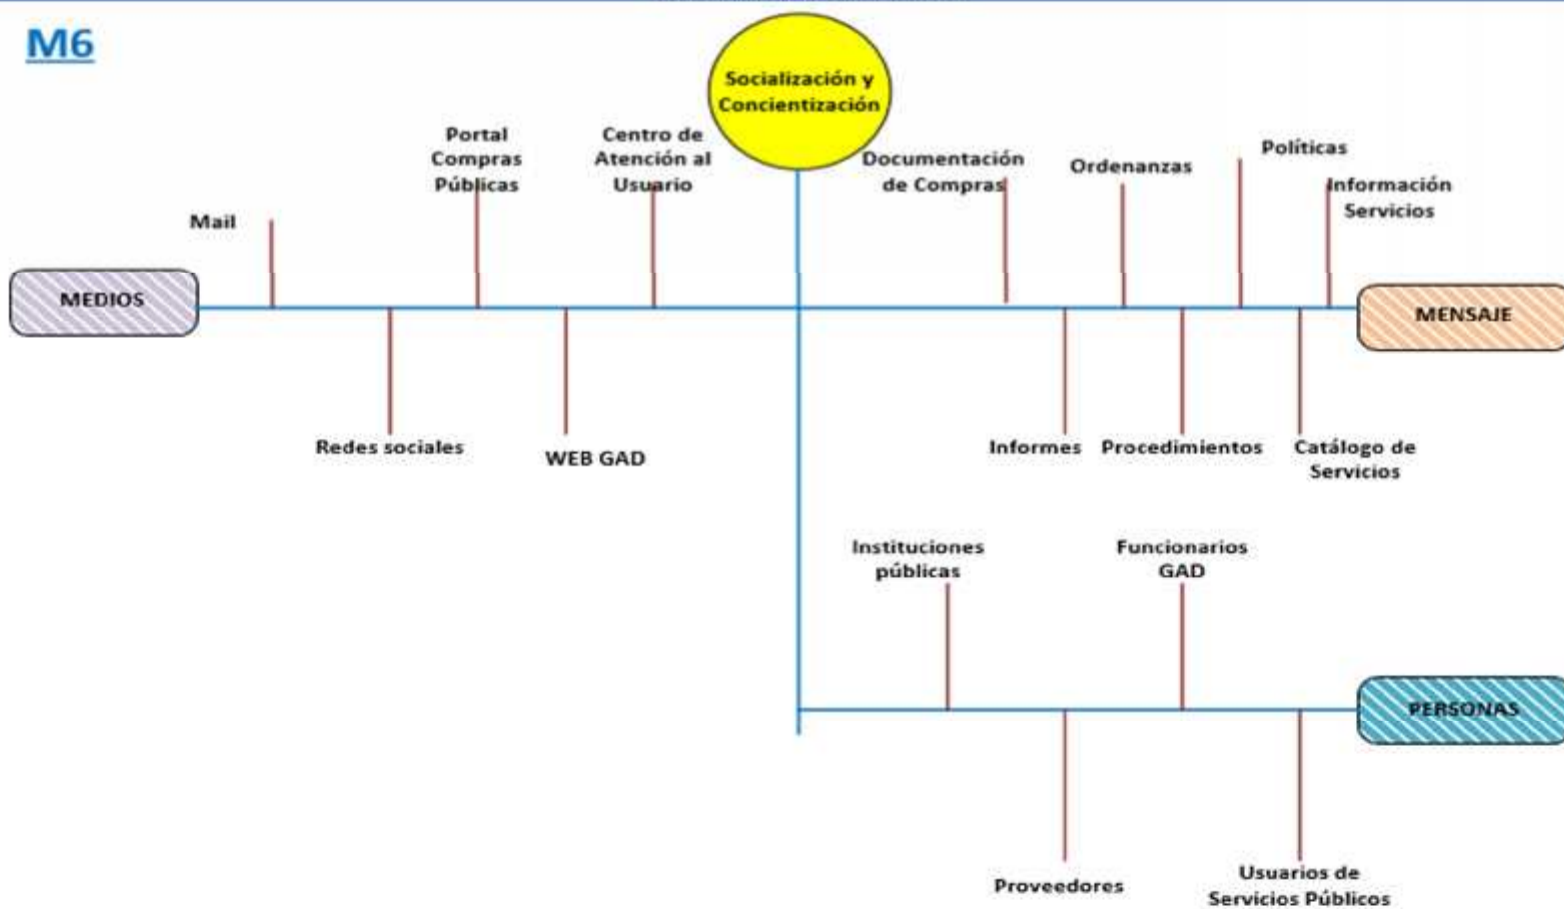 M6
Socialización y
Concientización
Portal
Compras
Públicas
Centro de
Atención al
Usuario
Documentación
de Compras
Ordenanzas
Políticas
Información
Servicios
Mail
MEDIOS
MENSAJE
Redes sociales
WEB GAD
Informes
Procedimientos
Catálogo de
Servicios
Instituciones
públicas
Funcionarios
GAD
PERSONAS
Proveedores
Usuarios de
Servicios Públicos